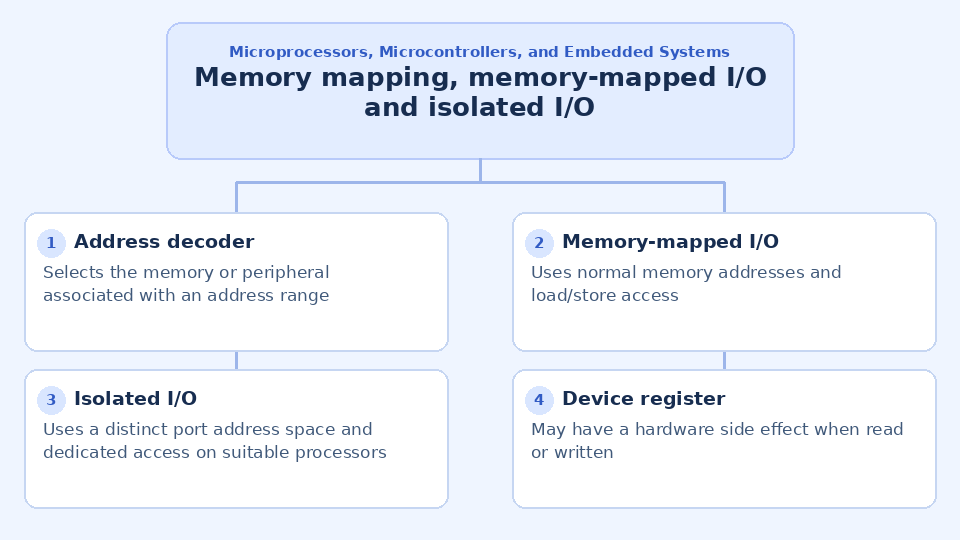 Microprocessors, Microcontrollers, and Embedded Systems
Memory mapping, memory-mapped I/O
and isolated I/O
1 Address decoder
Selects the memory or peripheral
associated with an address range
2 Memory-mapped I/O
Uses normal memory addresses and
load/store access
3 Isolated I/O
Uses a distinct port address space and
dedicated access on suitable processors
4 Device register
May have a hardware side effect when read
or written